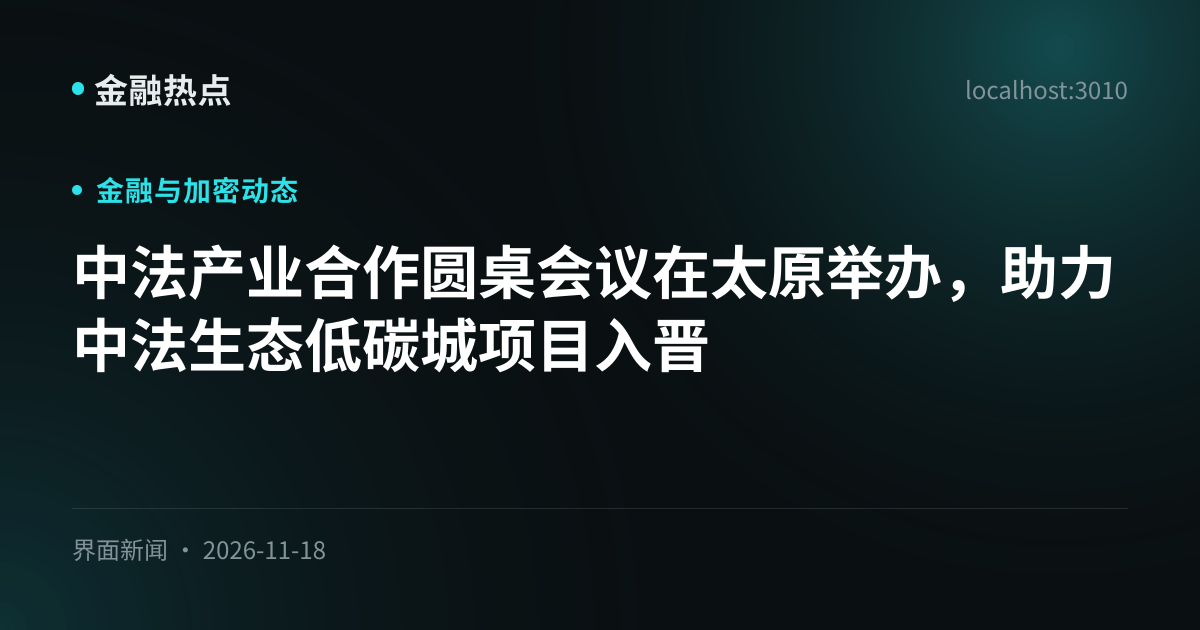 金融热点
localhost:3010
金融与加密动态
中法产业合作圆桌会议在太原举办，助力
中法生态低碳城项目入晋
界面新闻 · 2026-11-18